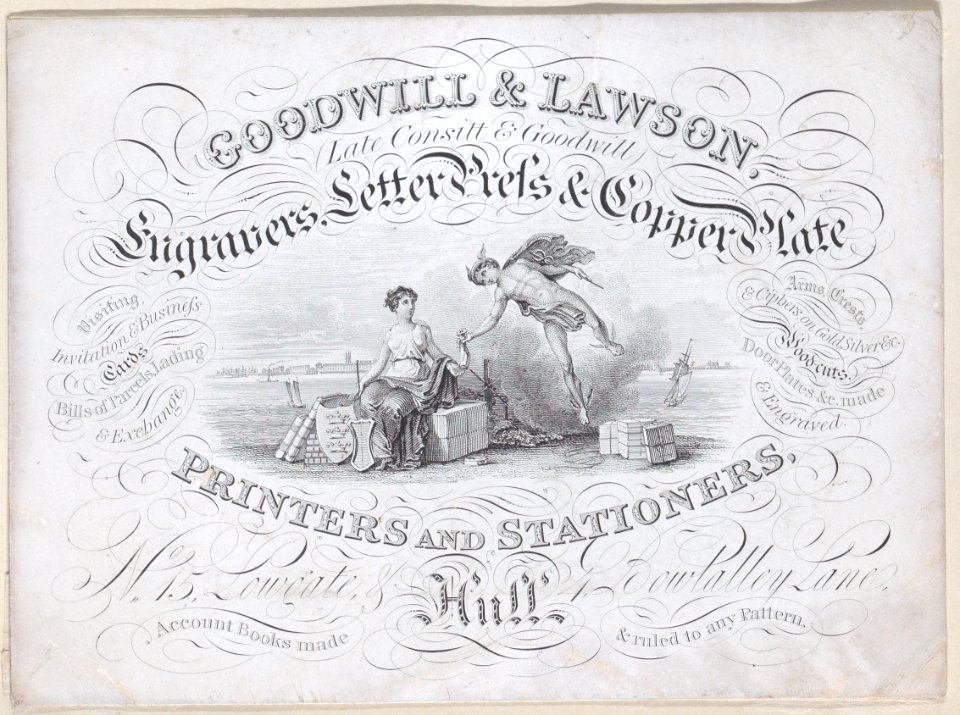 GOODWILL & LAWSON,
(Late Consitt & Goodwill)
Engravers, Letter Preſs & Copper Plate
Visiting,
Invitation & Buſineſs
Cards
Bills of Parcels, Lading
& Exchange
Arms, Crests,
& Ciphers on Gold, Silver &c.
Woodcuts.
Door Plates &c. made
& Engraved.
PRINTERS AND STATIONERS,
No. 15, Lowgate, & 4, Bowlalley Lane,
Hull.
Account Books made
& ruled to any Pattern.